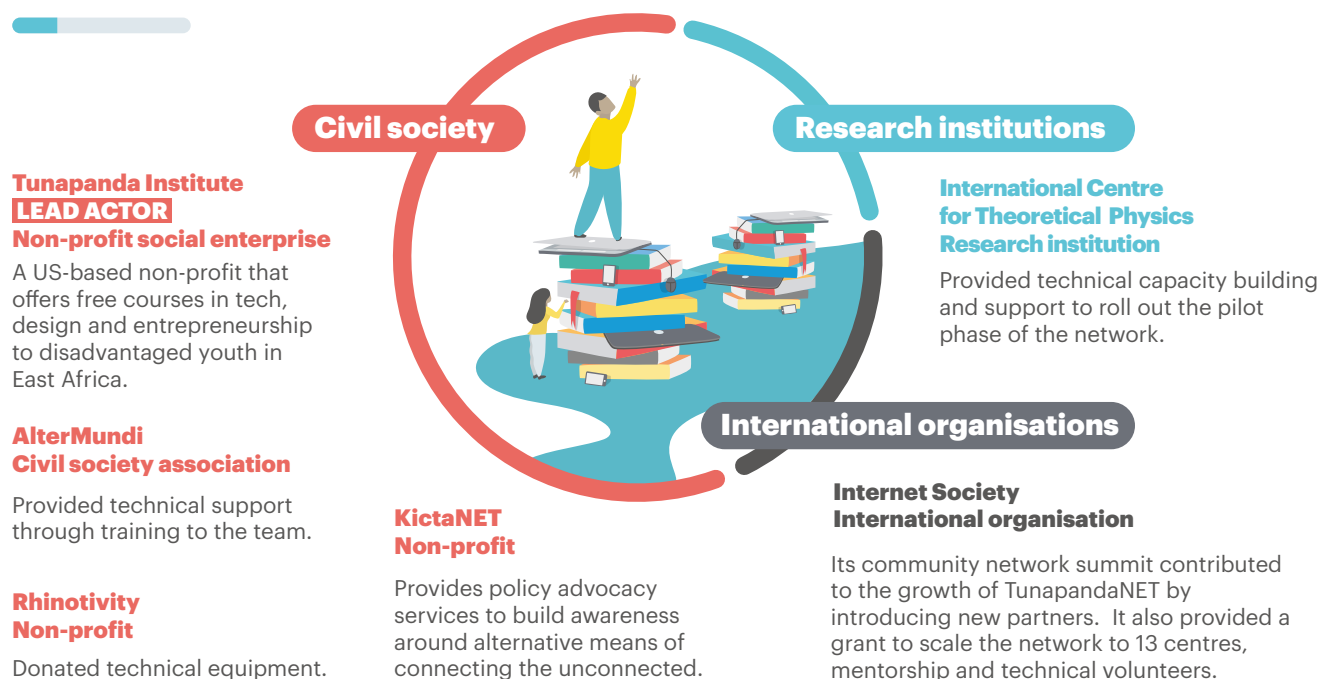 Civil society
Research institutions
Tunapanda Institute
LEAD ACTOR
Non-profit social enterprise
A US-based non-profit that
offers free courses in tech,
design and entrepreneurship
to disadvantaged youth in
East Africa.
AlterMundi
Civil society association
Provided technical support
through training to the team.
Rhinotivity
Non-profit
Donated technical equipment.
KictaNET
Non-profit
Provides policy advocacy
services to build awareness
around alternative means of
connecting the unconnected.
International Centre
for Theoretical Physics
Research institution
Provided technical capacity building
and support to roll out the pilot
phase of the network.
International organisations
Internet Society
International organisation
Its community network summit contributed
to the growth of TunapandaNET by
introducing new partners. It also provided a
grant to scale the network to 13 centres,
mentorship and technical volunteers.